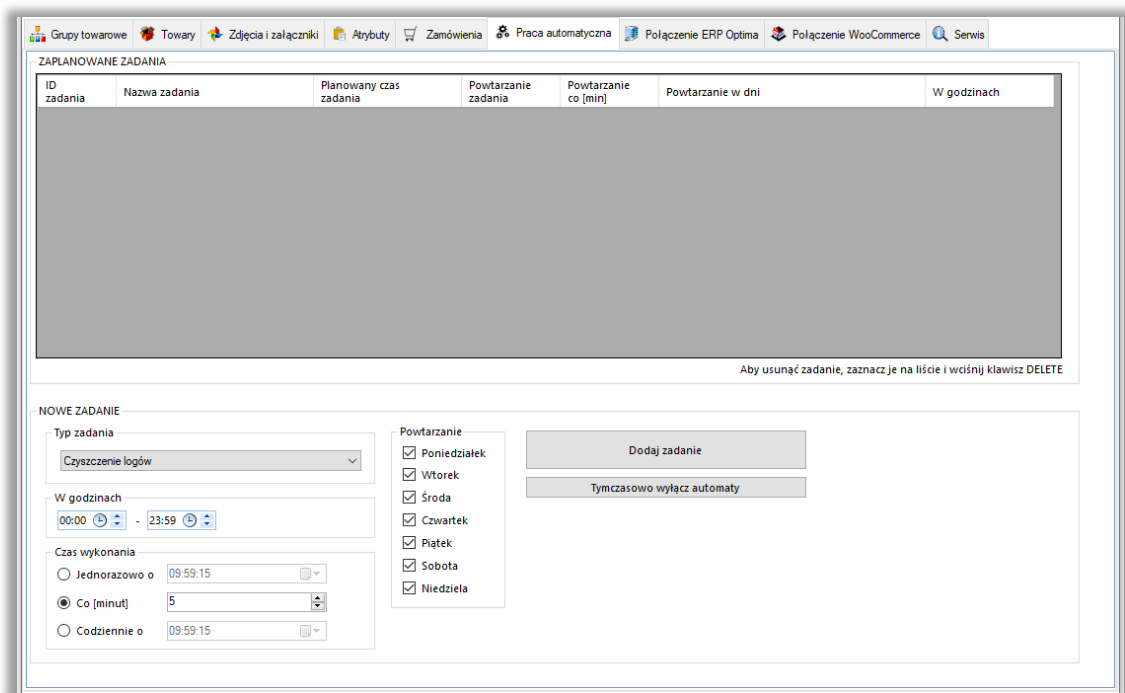 Grupy towarowe Towary Zdjęcia i załączniki Atrybuty Zamówienia Praca automatyczna Połączenie ERP Optima Połączenie WooCommerce Serwis
ZAPLANOWANE ZADANIA
ID zadania Nazwa zadania Planowany czas zadania Powtarzanie zadania Powtarzanie co [min] Powtarzanie w dni W godzinach
Aby usunąć zadanie, zaznacz je na liście i wciśnij klawisz DELETE
NOWE ZADANIE
Typ zadania
Czyszczenie logów
W godzinach
00:00 - 23:59
Czas wykonania
Jednorazowo o 09:59:15
Co [minut] 5
Codziennie o 09:59:15
Powtarzanie
Poniedziałek
Wtorek
Środa
Czwartek
Piątek
Sobota
Niedziela
Dodaj zadanie
Tymczasowo wyłącz automaty